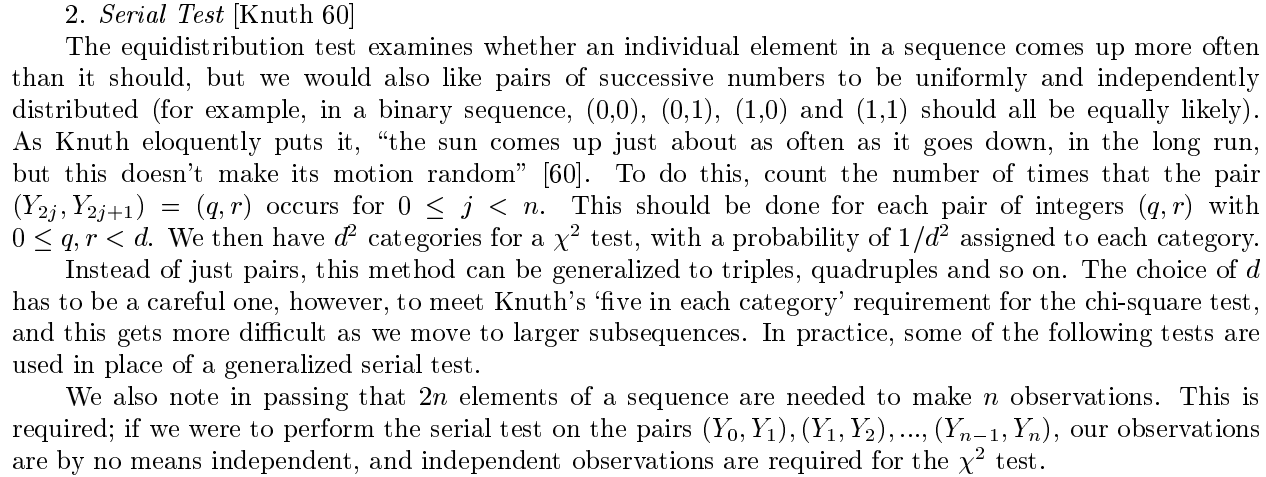 2. Serial Test [Knuth 60]
The equidistribution test examines whether an individual element in a sequence comes up more often
than it should, but we would also like pairs of successive numbers to be uniformly and independently
distributed (for example, in a binary sequence, (0,0), (0,1), (1,0) and (1,1) should all be equally likely).
As Knuth eloquently puts it, “the sun comes up just about as often as it goes down, in the long run,
but this doesn’t make its motion random” [60]. To do this, count the number of times that the pair
(Y₂ⱼ, Y₂ⱼ₊₁) = (q, r) occurs for 0 ≤ j < n. This should be done for each pair of integers (q, r) with
0 ≤ q, r < d. We then have d² categories for a χ² test, with a probability of 1/d² assigned to each category.
Instead of just pairs, this method can be generalized to triples, quadruples and so on. The choice of d
has to be a careful one, however, to meet Knuth’s ‘five in each category’ requirement for the chi-square test,
and this gets more difficult as we move to larger subsequences. In practice, some of the following tests are
used in place of a generalized serial test.
We also note in passing that 2n elements of a sequence are needed to make n observations. This is
required; if we were to perform the serial test on the pairs (Y₀, Y₁), (Y₁, Y₂), ..., (Yₙ₋₁, Yₙ), our observations
are by no means independent, and independent observations are required for the χ² test.